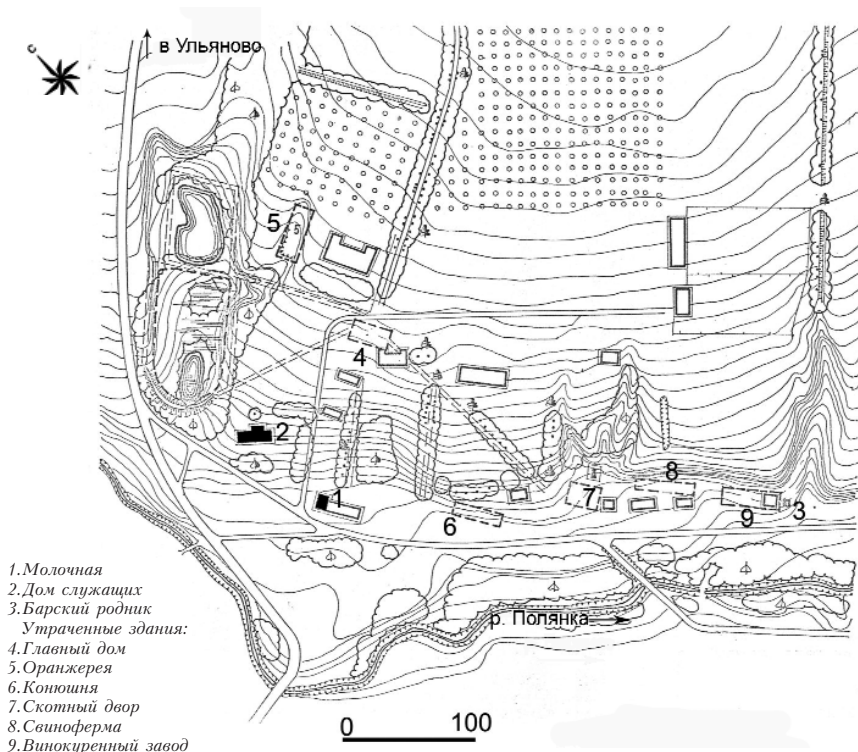 с
в Ульяново
5
4
2
1
6
7
8
9
3
р. Полянка
1.Молочная
2.Дом служащих
3.Барский родник
Утраченные здания:
4.Главный дом
5.Оранжерея
6.Конюшня
7.Скотный двор
8.Свиноферма
9.Винокуренный завод
0 100